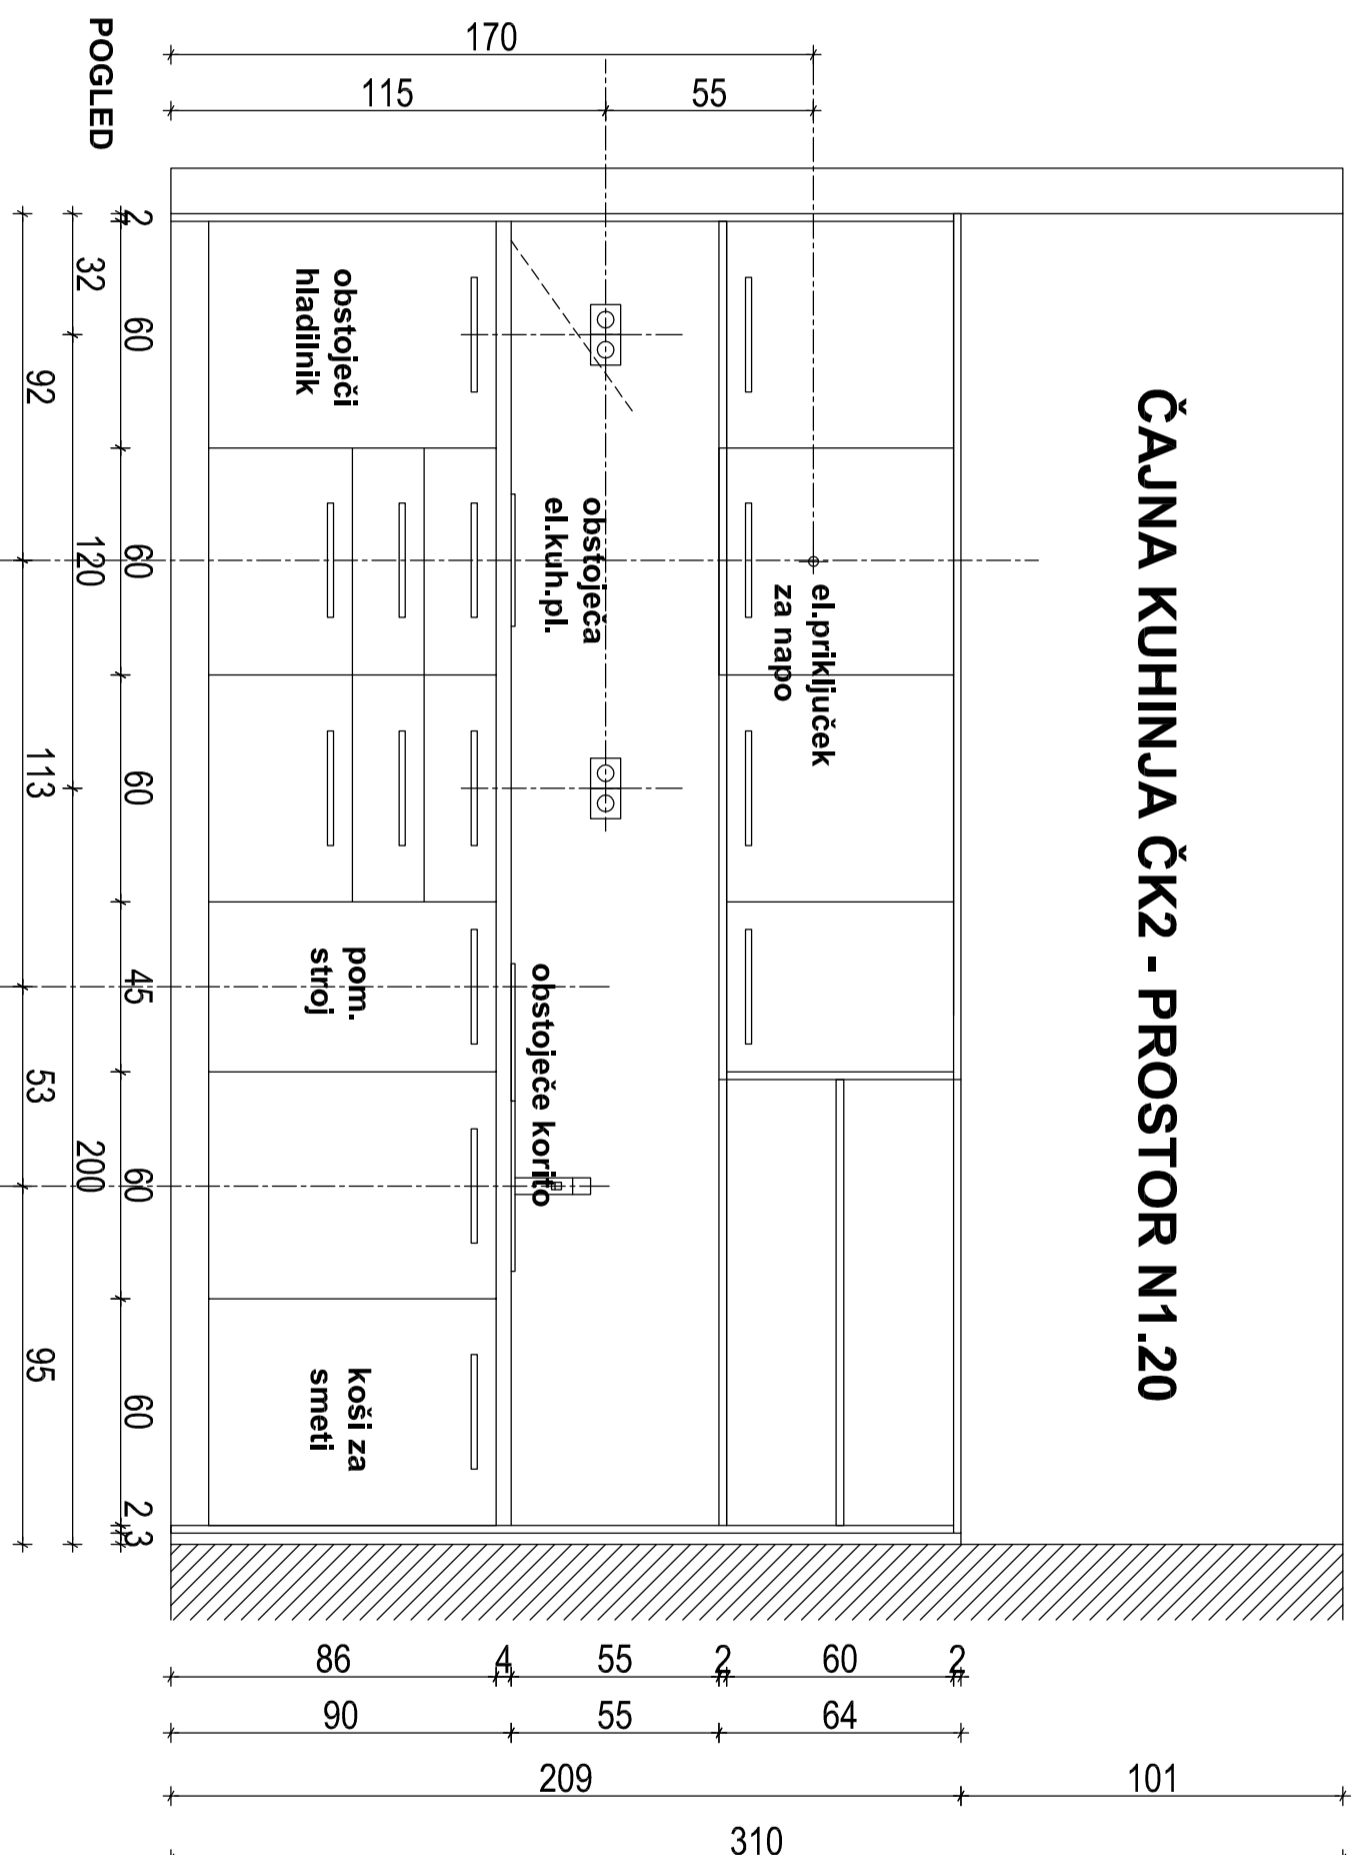 ČAJNA KUHINJA ČK2 - PROSTOR N1.20
el.priključek
za napo
obstoječa
el.kuh.pl.
obstoječe korito
obstoječi
hladilnik
pom.
stroj
koši za
smeti
170
115
55
2
60
60
60
45
60
60
2
3
32
120
200
92
113
53
95
86
4
55
2
60
2
90
55
64
209
101
310
POGLED